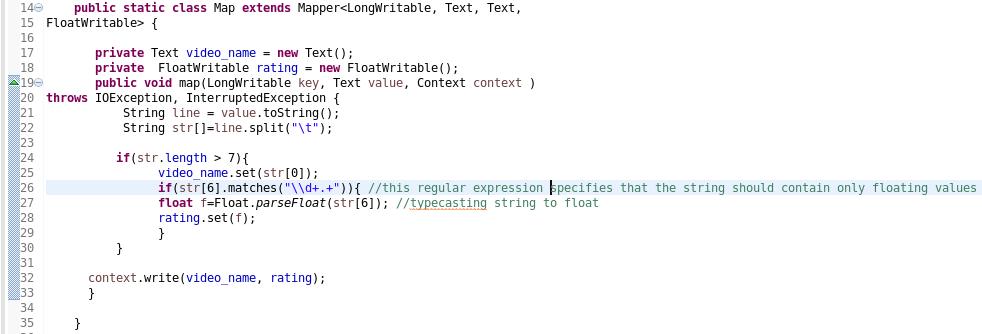 14 public static class Map extends Mapper<LongWritable, Text, Text,
15 FloatWritable> {
16
17 private Text video_name = new Text();
18 private  FloatWritable rating = new FloatWritable();
19 public void map(LongWritable key, Text value, Context context )
20 throws IOException, InterruptedException {
21 String line = value.toString();
22 String str[]=line.split("\t");
23
24 if(str.length > 7){
25 video_name.set(str[0]);
26 if(str[6].matches("\\d+.+")){ //this regular expression specifies that the string should contain only floating values
27 float f=Float.parseFloat(str[6]); //typecasting string to float
28 rating.set(f);
29 }
30 }
31
32 context.write(video_name, rating);
33 }
34
35 }